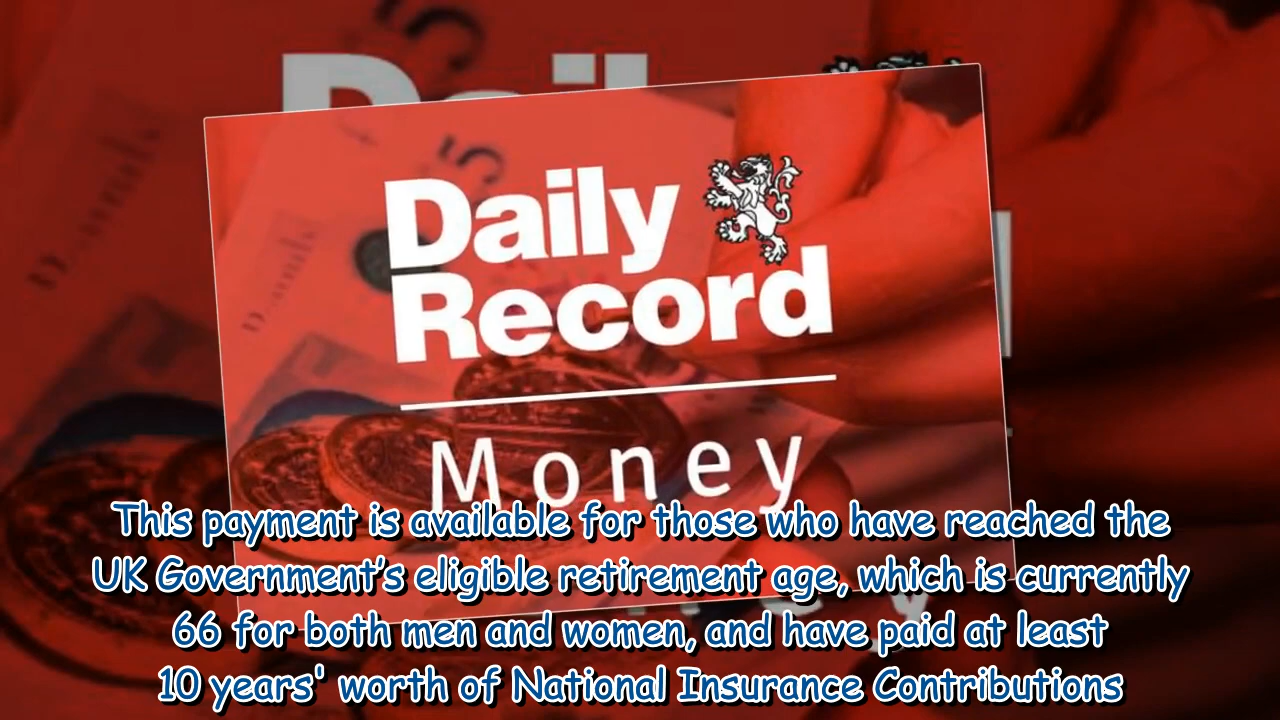 Daily
Record
Money
This payment is available for those who have reached the
UK Government's eligible retirement age, which is currently
66 for both men and women, and have paid at least
10 years' worth of National Insurance Contributions